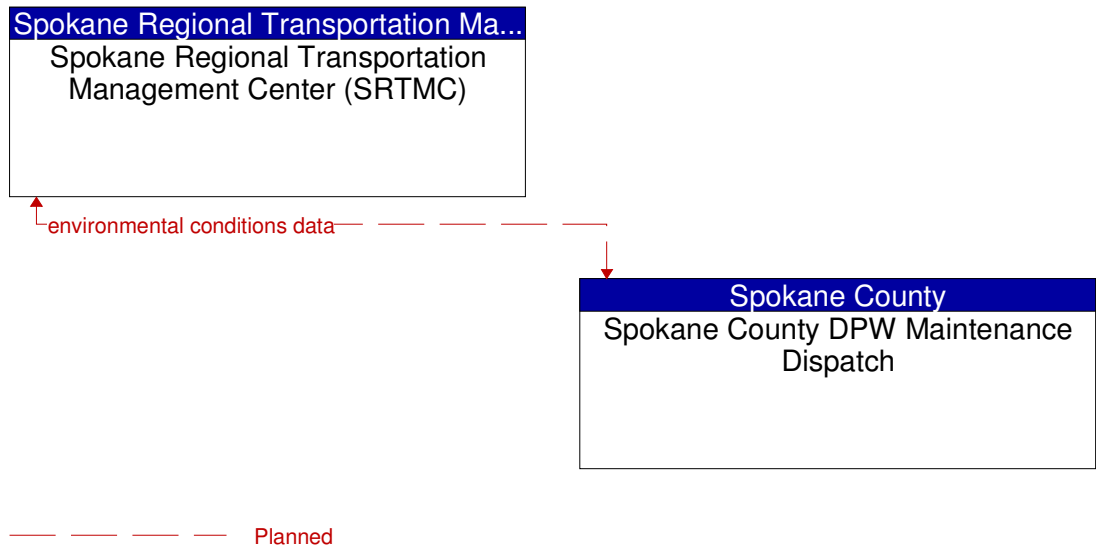 Spokane Regional Transportation Ma...
Spokane Regional Transportation
Management Center (SRTMC)
environmental conditions data
Spokane County
Spokane County DPW Maintenance
Dispatch
Planned